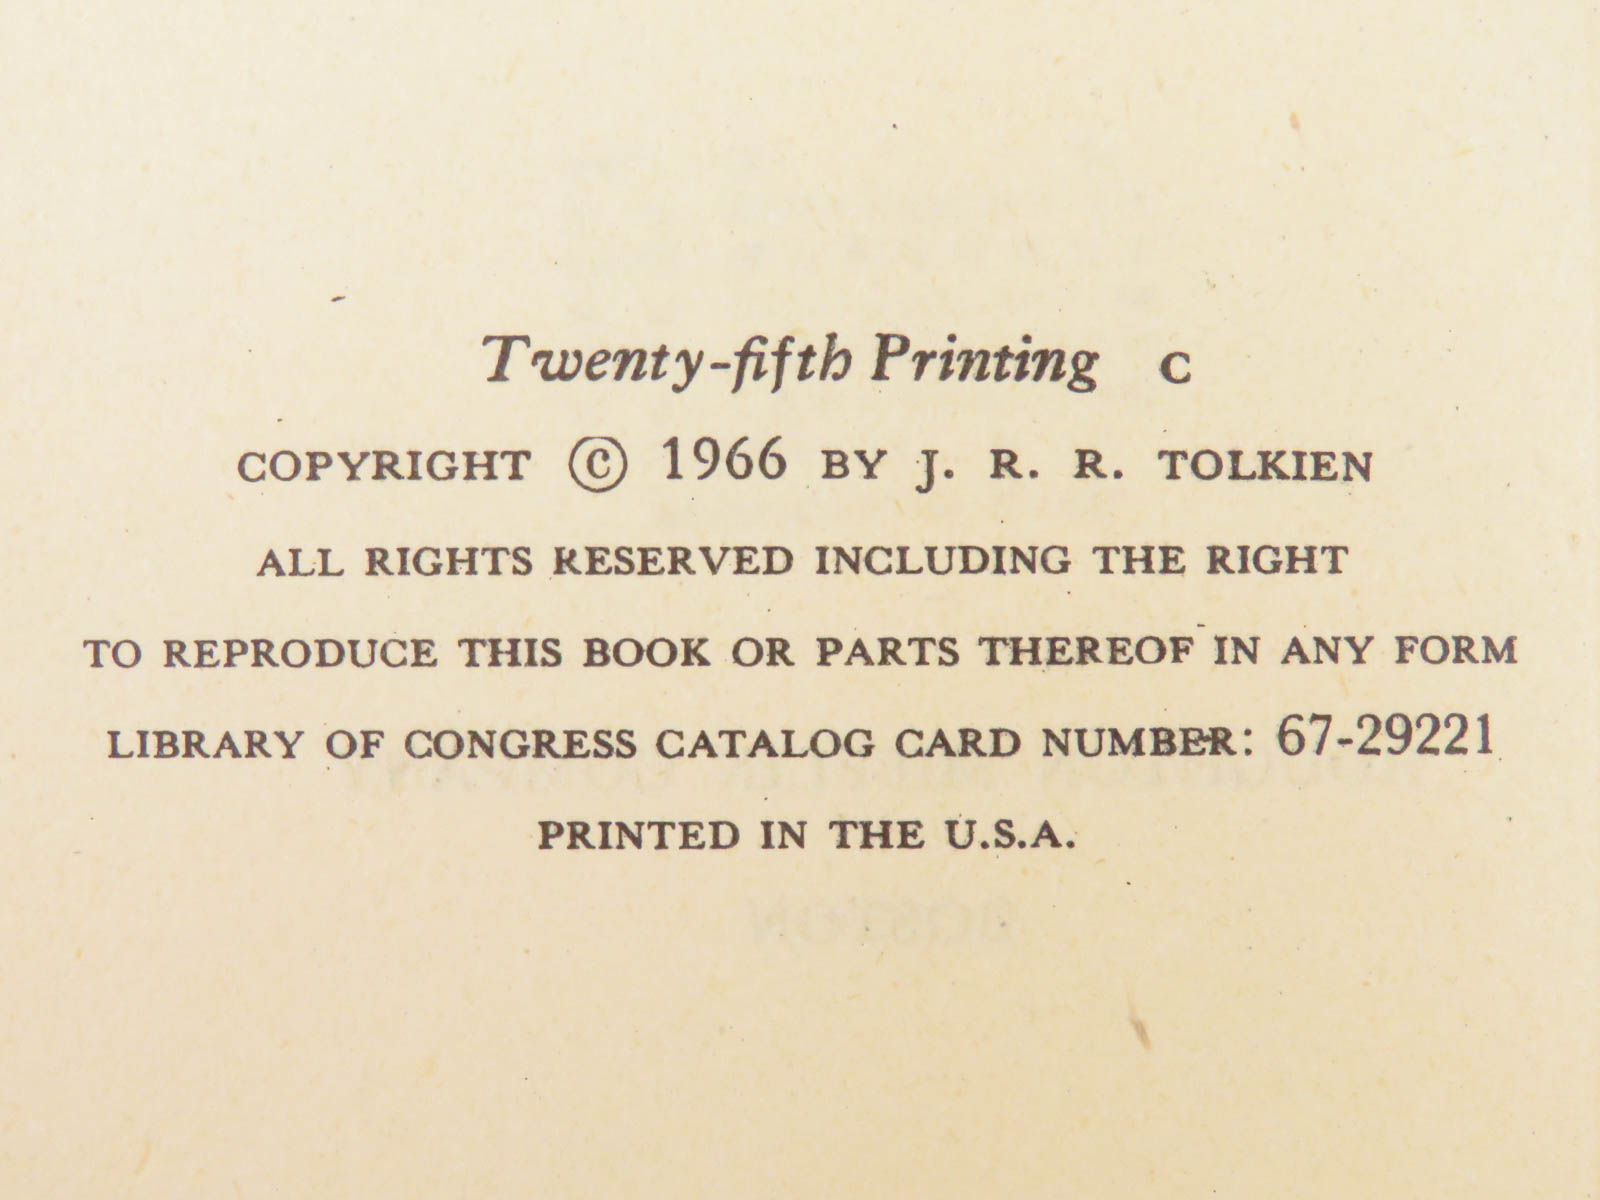 Twenty-fifth Printing C
COPYRIGHT © 1966 BY J. R. R. TOLKIEN
ALL RIGHTS RESERVED INCLUDING THE RIGHT
TO REPRODUCE THIS BOOK OR PARTS THEREOF IN ANY FORM
LIBRARY OF CONGRESS CATALOG CARD NUMBER: 67-29221
PRINTED IN THE U.S.A.